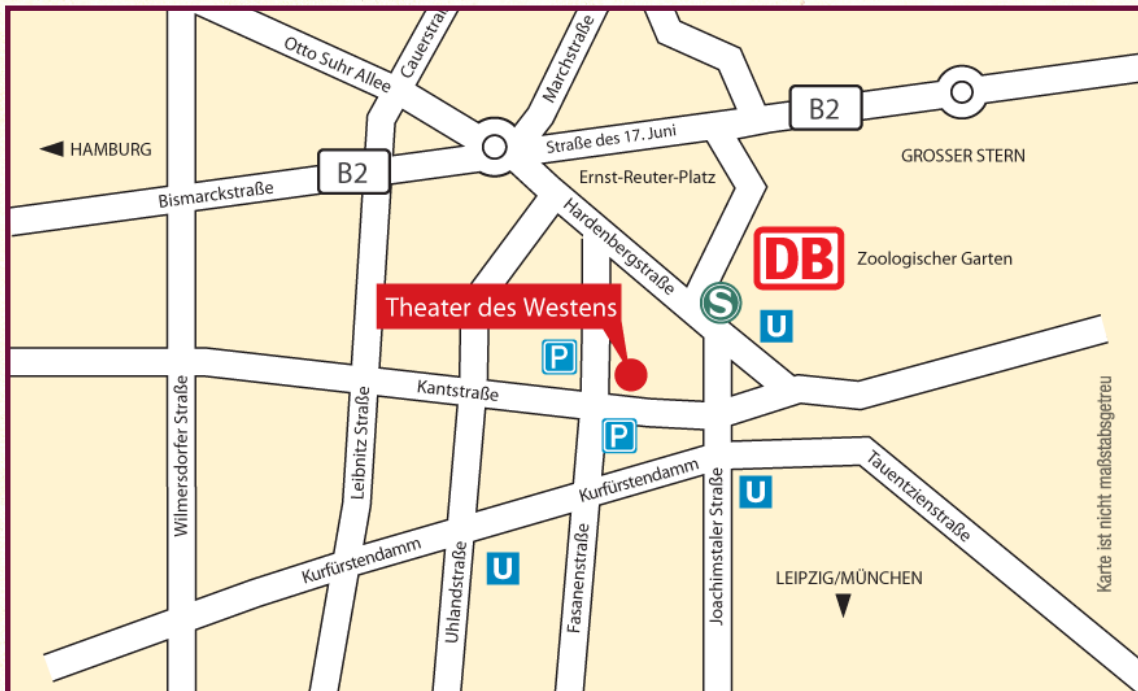 Otto Suhr Allee
Cauerstraße
Marchstraße
B2
Straße des 17. Juni
HAMBURG
GROSSER STERN
B2
Ernst-Reuter-Platz
Bismarckstraße
Hardenbergstraße
DB
Zoologischer Garten
S
Theater des Westens
U
P
Kantstraße
P
Wilmersdorfer Straße
Leibnitz Straße
Kurfürstendamm
U
Tauentzienstraße
Joachimstaler Straße
Karte ist nicht maßstabsgetreu
Kurfürstendamm
U
Uhlandstraße
Fasanenstraße
LEIPZIG/MÜNCHEN